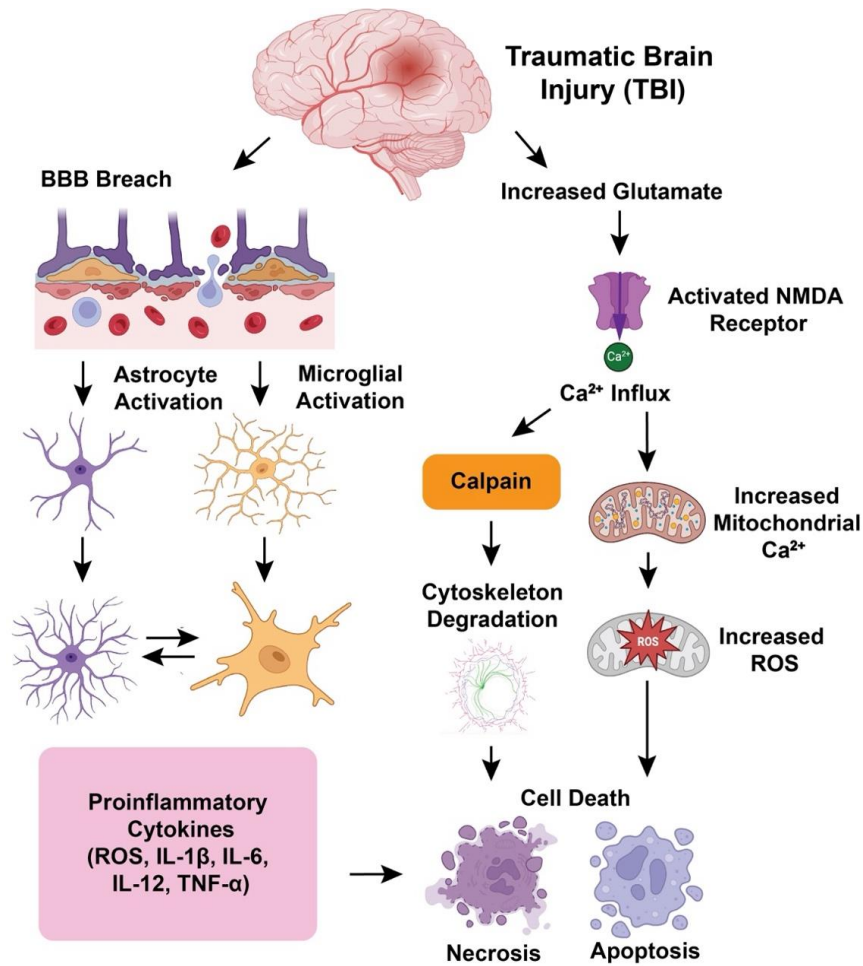 Traumatic Brain
Injury (TBI)
BBB Breach
Increased Glutamate
Activated NMDA
Receptor
Ca²⁺
Ca²⁺ Influx
Astrocyte
Activation
Microglial
Activation
Calpain
Increased
Mitochondrial
Ca²⁺
Cytoskeleton
Degradation
ROS
Increased
ROS
Proinflammatory
Cytokines
(ROS, IL-1β, IL-6,
IL-12, TNF-α)
Cell Death
Necrosis
Apoptosis